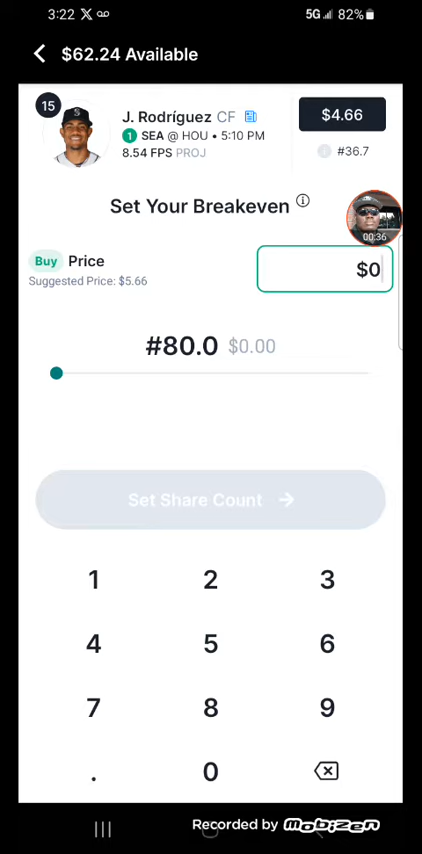 3:22
5G 82%
$62.24 Available
15
J. Rodríguez CF
$4.66
1 SEA @ HOU • 5:10 PM
8.54 FPS PROJ
#36.7
Set Your Breakeven
00:36
Buy Price
$0
Suggested Price: $5.66
#80.0 $0.00
Set Share Count →
1 2 3
4 5 6
7 8 9
. 0
Recorded by Mobizen